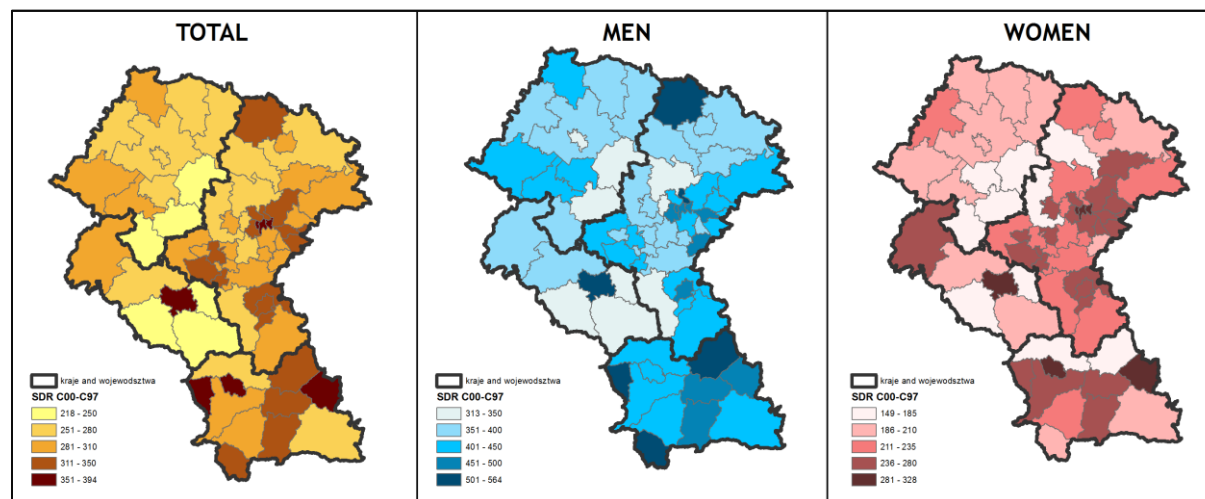 TOTAL
kraje and wojewodsztwa
SDR C00-C97
218 - 250
251 - 280
281 - 310
311 - 350
351 - 394
MEN
kraje and wojewodsztwa
SDR C00-C97
313 - 350
351 - 400
401 - 450
451 - 500
501 - 564
WOMEN
kraje and wojewodsztwa
SDR C00-C97
149 - 185
186 - 210
211 - 235
236 - 280
281 - 328